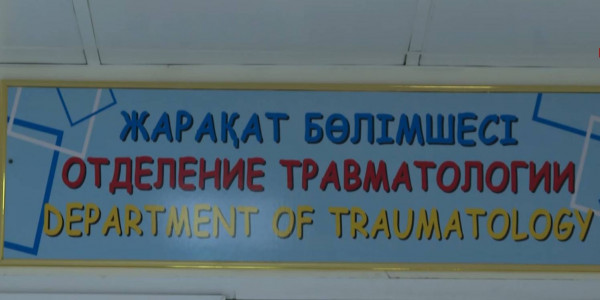 ЖАРАҚАТ БӨЛІМШЕСІ
ОТДЕЛЕНИЕ ТРАВМАТОЛОГИИ
DEPARTMENT OF TRAUMATOLOGY